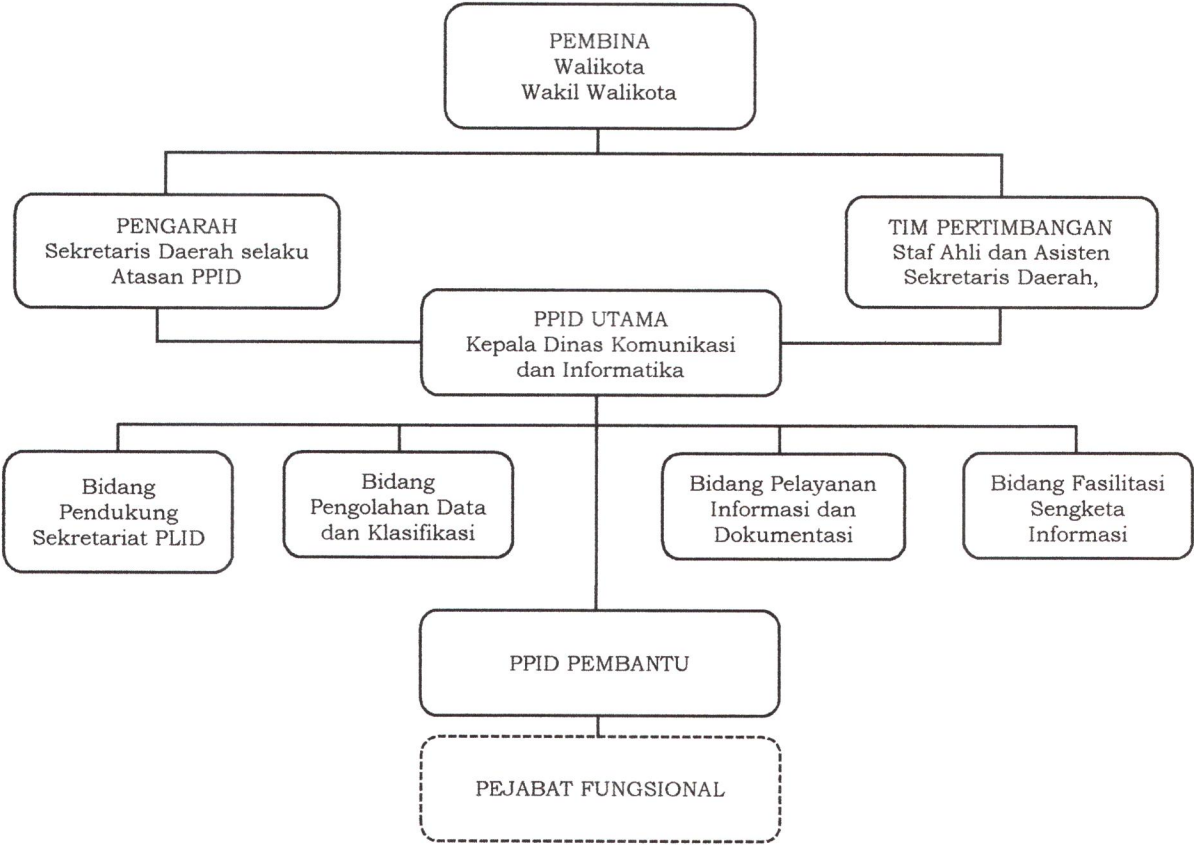 PEMBINA
Walikota
Wakil Walikota
PENGARAH
Sekretaris Daerah selaku
Atasan PPID
TIM PERTIMBANGAN
Staf Ahli dan Asisten
Sekretaris Daerah,
PPID UTAMA
Kepala Dinas Komunikasi
dan Informatika
Bidang
Pendukung
Sekretariat PLID
Bidang
Pengolahan Data
dan Klasifikasi
Bidang Pelayanan
Informasi dan
Dokumentasi
Bidang Fasilitasi
Sengketa
Informasi
PPID PEMBANTU
PEJABAT FUNGSIONAL